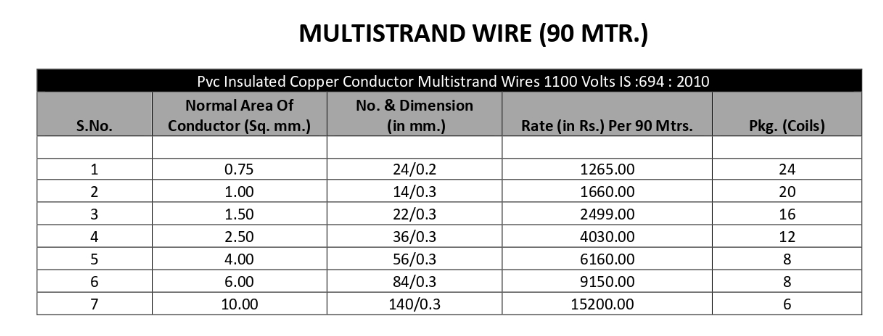 MULTISTRAND WIRE (90 MTR.)
Pvc Insulated Copper Conductor Multistrand Wires 1100 Volts IS :694 : 2010
S.No. Normal Area Of Conductor (Sq. mm.) No. & Dimension (in mm.) Rate (in Rs.) Per 90 Mtrs. Pkg. (Coils)
1 0.75 24/0.2 1265.00 24
2 1.00 14/0.3 1660.00 20
3 1.50 22/0.3 2499.00 16
4 2.50 36/0.3 4030.00 12
5 4.00 56/0.3 6160.00 8
6 6.00 84/0.3 9150.00 8
7 10.00 140/0.3 15200.00 6